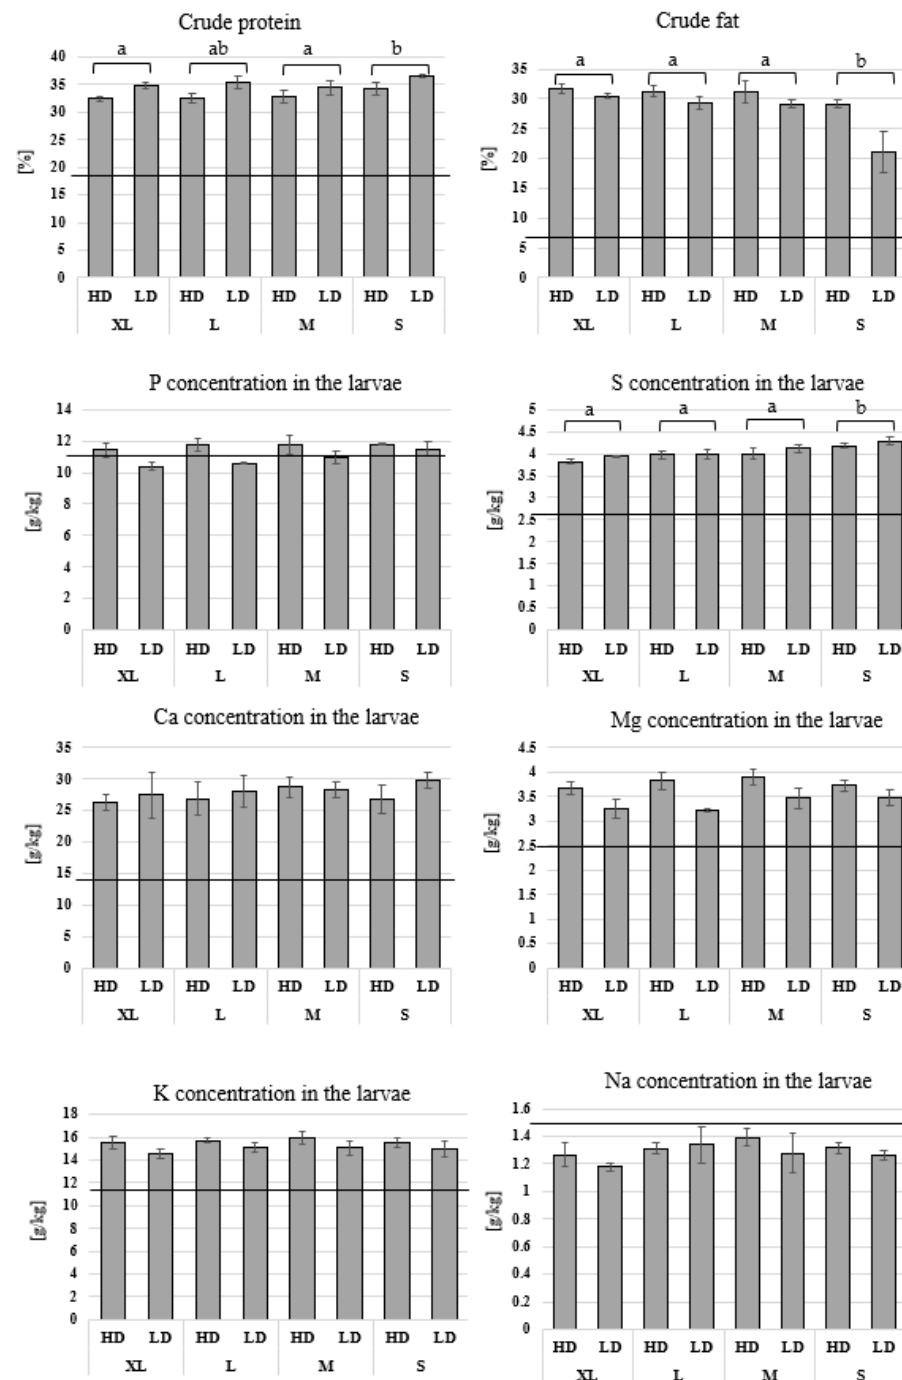 Crude protein
a ab a b
40
35
30
25
20
15
10
5
0
[%]
HD LD HD LD HD LD HD LD
XL L M S
Crude fat
a a a b
35
30
25
20
15
10
5
0
[%]
HD LD HD LD HD LD HD LD
XL L M S
P concentration in the larvae
14
12
10
8
6
4
2
0
[g/kg]
HD LD HD LD HD LD HD LD
XL L M S
S concentration in the larvae
a a a b
5
4.5
4
3.5
3
2.5
2
1.5
1
0.5
0
[g/kg]
HD LD HD LD HD LD HD LD
XL L M S
Ca concentration in the larvae
35
30
25
20
15
10
5
0
[g/kg]
HD LD HD LD HD LD HD LD
XL L M S
Mg concentration in the larvae
4.5
4
3.5
3
2.5
2
1.5
1
0.5
0
[g/kg]
HD LD HD LD HD LD HD LD
XL L M S
K concentration in the larvae
18
16
14
12
10
8
6
4
2
0
[g/kg]
HD LD HD LD HD LD HD LD
XL L M S
Na concentration in the larvae
1.6
1.4
1.2
1
0.8
0.6
0.4
0.2
0
[g/kg]
HD LD HD LD HD LD HD LD
XL L M S